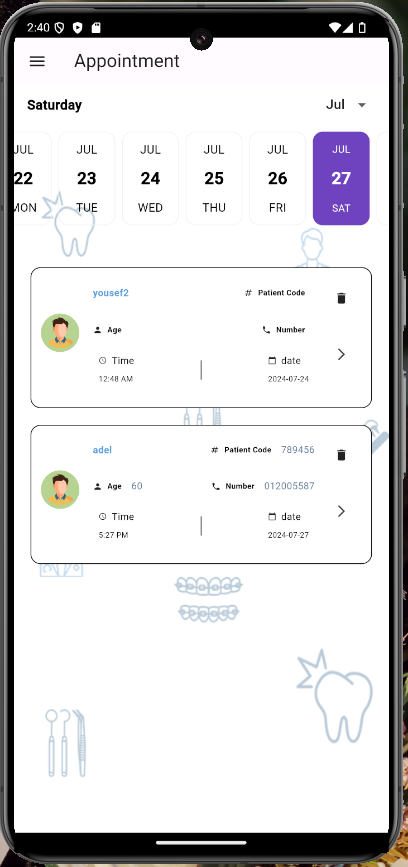 2:40
Appointment
Saturday
Jul
JUL JUL JUL JUL JUL JUL
22 23 24 25 26 27
MON TUE WED THU FRI SAT
yousef2 # Patient Code
Age Number
Time date
12:48 AM 2024-07-24
adel # Patient Code 789456
Age 60 Number 012005587
Time date
5:27 PM 2024-07-27